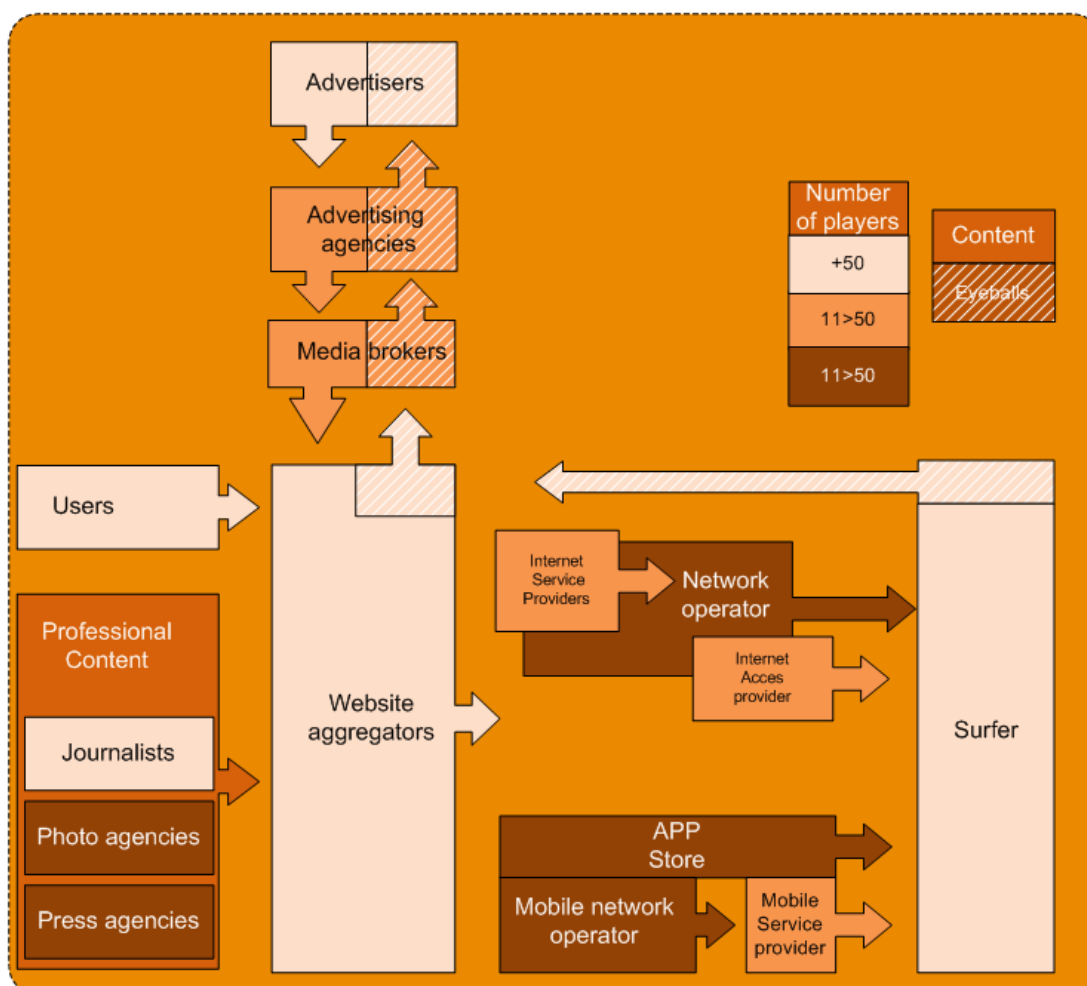 Advertisers
Advertising
agencies
Media brokers
Number
of players
+50
11>50
11>50
Content
Eyeballs
Users
Professional
Content
Journalists
Photo agencies
Press agencies
Website
aggregators
Internet
Service
Providers
Network
operator
Internet
Acces
provider
Surfer
APP
Store
Mobile network
operator
Mobile
Service
provider